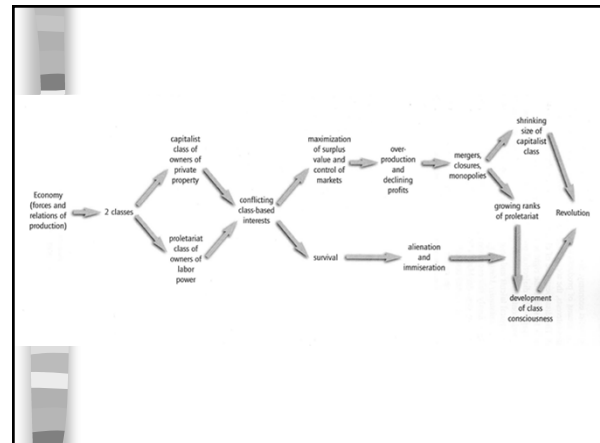 Economy
(forces and
relations of
production)
2 classes
capitalist
class of
owners of
private
property
proletariat
class of
owners of
labor
power
conflicting
class-based
interests
maximization
of surplus
value and
control of
markets
over-
production
and
declining
profits
mergers,
closures,
monopolies
shrinking
size of
capitalist
class
growing ranks
of proletariat
Revolution
survival
alienation
and
immiseration
development
of class
consciousness